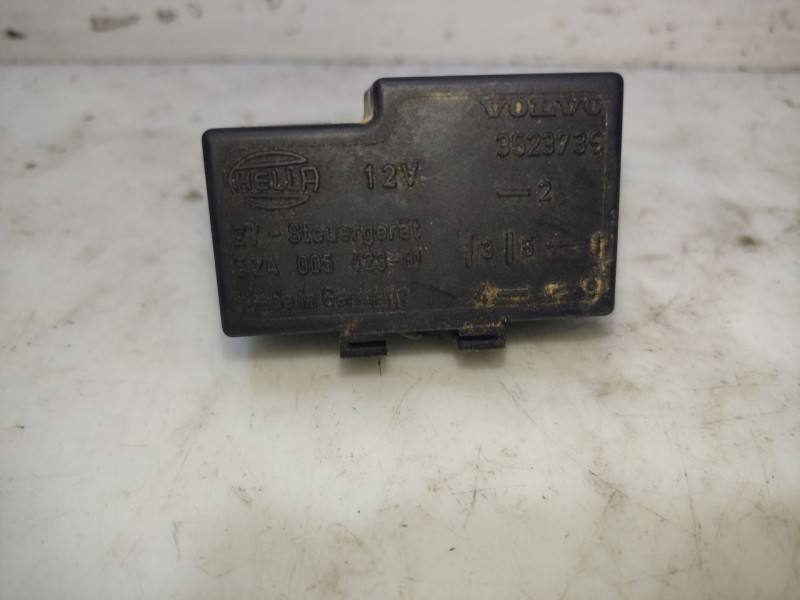 VOLVO
3523739
HELLA
12V
2
ZV-Steuergerät
5ZA 005 429-01
3 5
Made in Germany